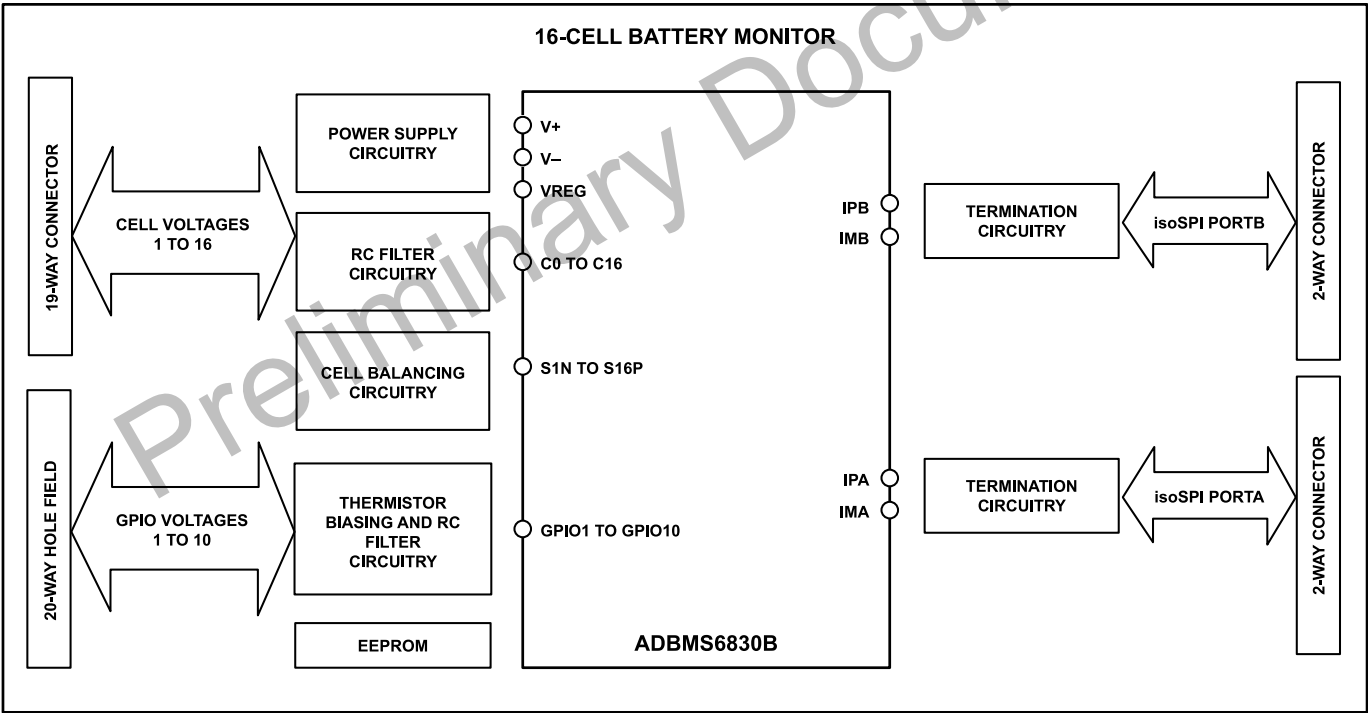 16-CELL BATTERY MONITOR
19-WAY CONNECTOR
CELL VOLTAGES
1 TO 16
POWER SUPPLY
CIRCUITRY
RC FILTER
CIRCUITRY
CELL BALANCING
CIRCUITRY
20-WAY HOLE FIELD
GPIO VOLTAGES
1 TO 10
THERMISTOR
BIASING AND RC
FILTER
CIRCUITRY
EEPROM
V+
V–
VREG
C0 TO C16
S1N TO S16P
GPIO1 TO GPIO10
ADBMS6830B
IPB
IMB
IPA
IMA
TERMINATION
CIRCUITRY
isoSPI PORTB
2-WAY CONNECTOR
TERMINATION
CIRCUITRY
isoSPI PORTA
2-WAY CONNECTOR
Preliminary Docu